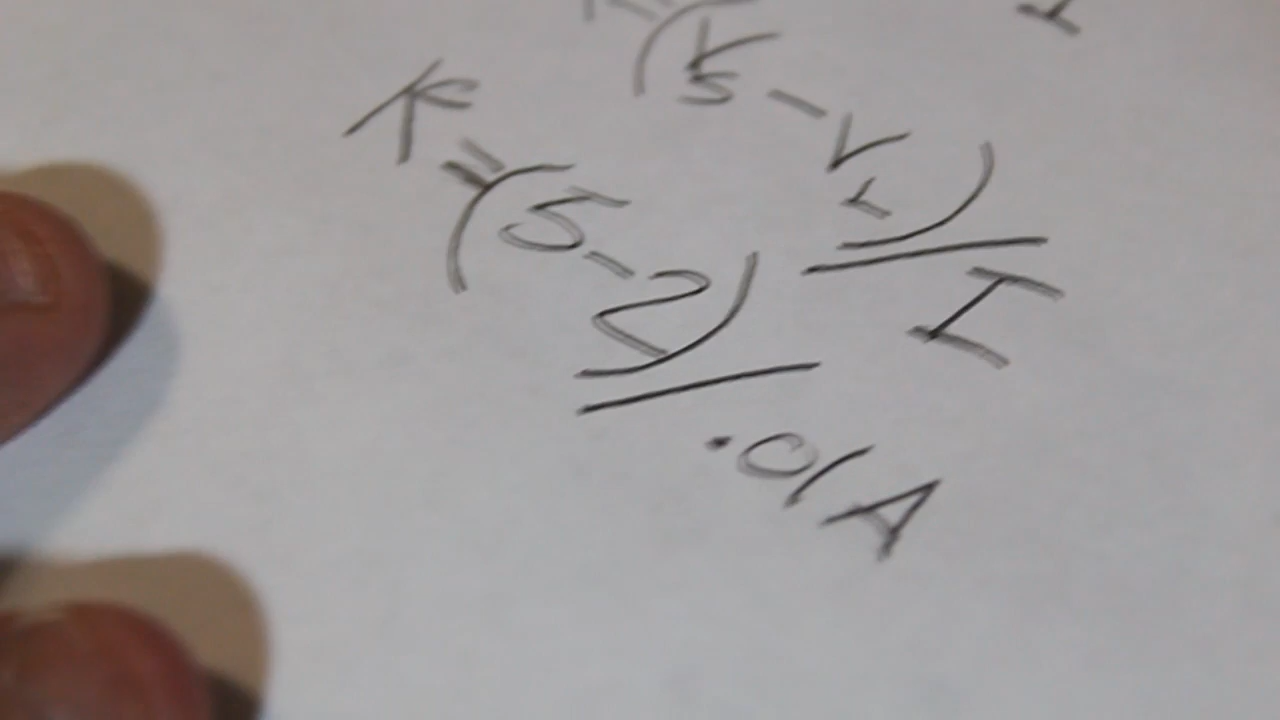 (5 - V
L) / I
R = (5 - 2) / .01A